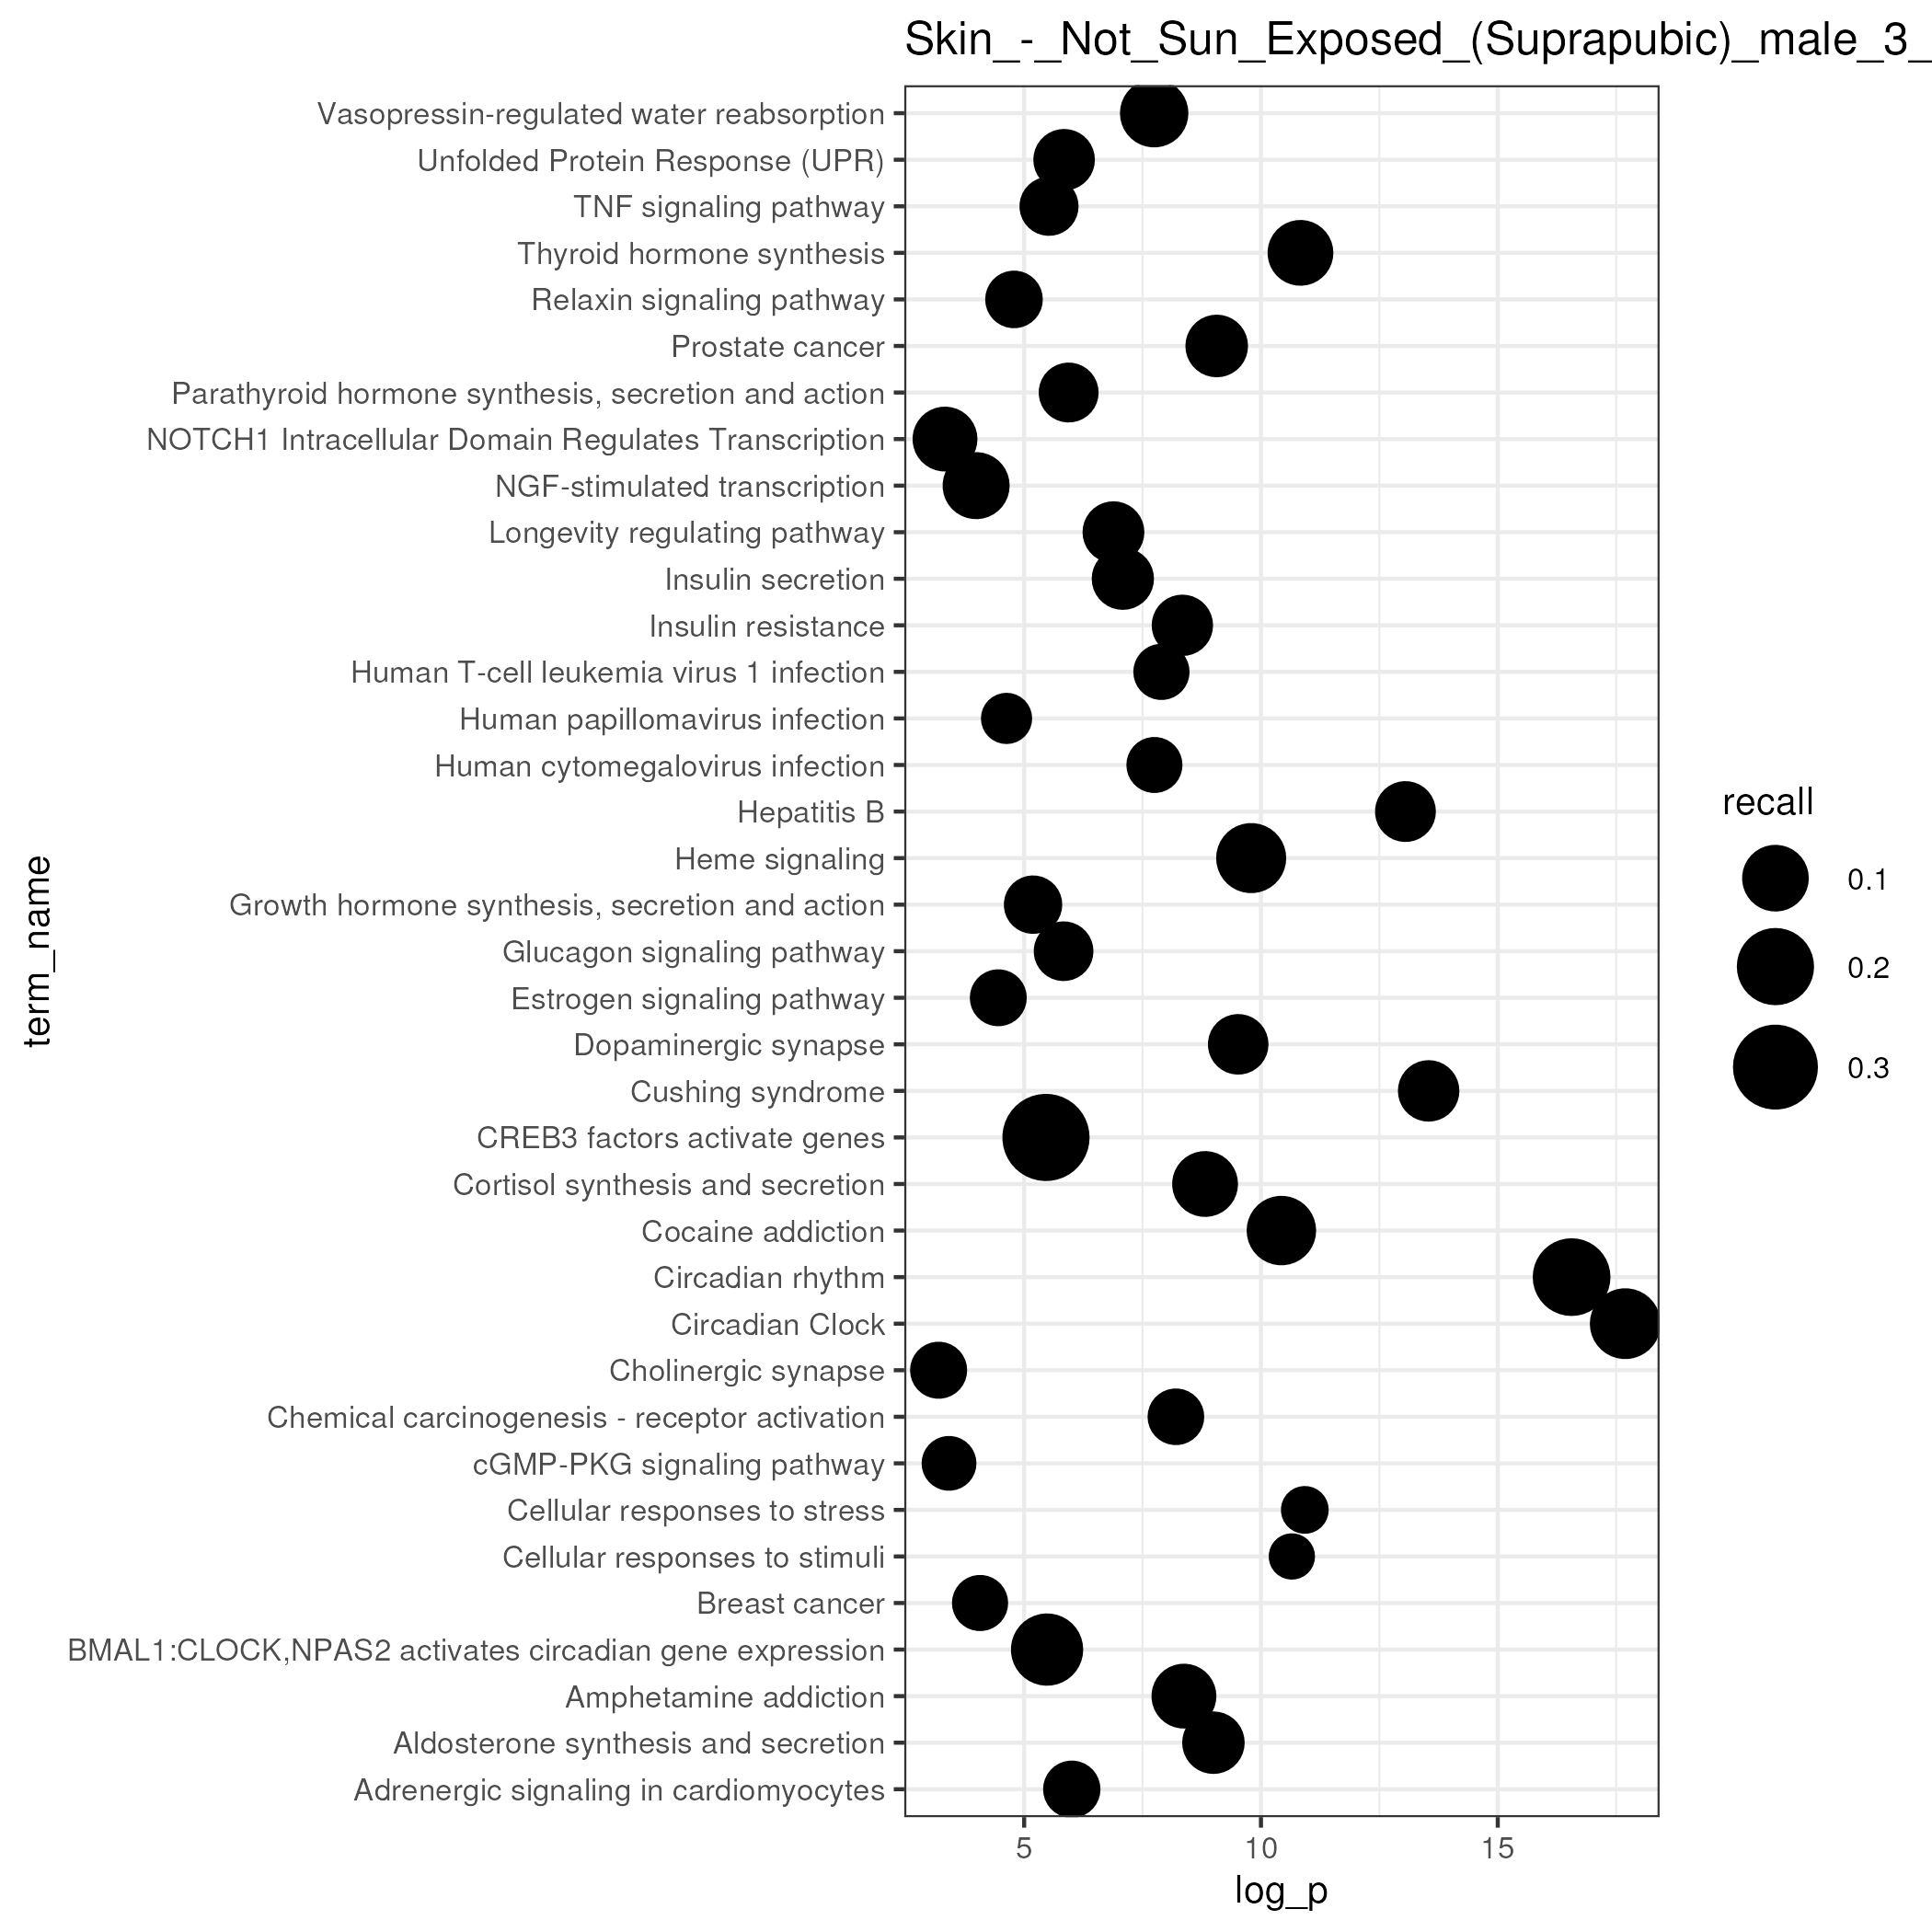 Skin_-_Not_Sun_Exposed_(Suprapubic)_male_3_
Vasopressin-regulated water reabsorption
Unfolded Protein Response (UPR)
TNF signaling pathway
Thyroid hormone synthesis
Relaxin signaling pathway
Prostate cancer
Parathyroid hormone synthesis, secretion and action
NOTCH1 Intracellular Domain Regulates Transcription
NGF-stimulated transcription
Longevity regulating pathway
Insulin secretion
Insulin resistance
Human T-cell leukemia virus 1 infection
Human papillomavirus infection
Human cytomegalovirus infection
Hepatitis B
Heme signaling
Growth hormone synthesis, secretion and action
Glucagon signaling pathway
Estrogen signaling pathway
Dopaminergic synapse
Cushing syndrome
CREB3 factors activate genes
Cortisol synthesis and secretion
Cocaine addiction
Circadian rhythm
Circadian Clock
Cholinergic synapse
Chemical carcinogenesis - receptor activation
cGMP-PKG signaling pathway
Cellular responses to stress
Cellular responses to stimuli
Breast cancer
BMAL1:CLOCK,NPAS2 activates circadian gene expression
Amphetamine addiction
Aldosterone synthesis and secretion
Adrenergic signaling in cardiomyocytes
term_name
5 10 15
log_p
recall
0.1
0.2
0.3